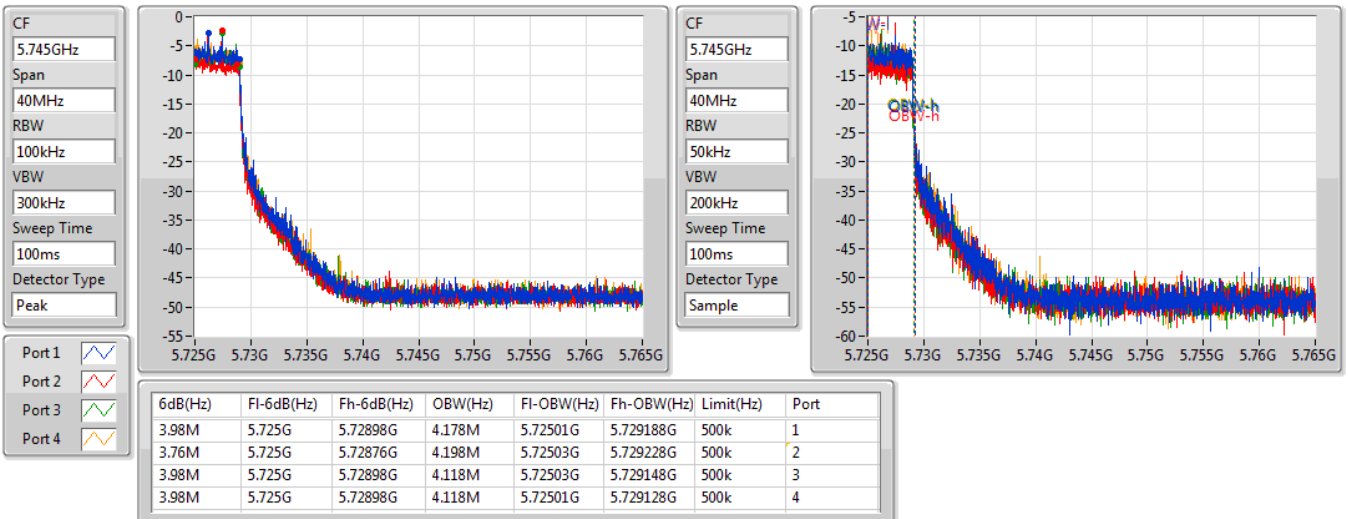 CF
5.745GHz
Span
40MHz
RBW
100kHz
VBW
300kHz
Sweep Time
100ms
Detector Type
Peak
0
-5
-10
-15
-20
-25
-30
-35
-40
-45
-50
-55
5.725G 5.73G 5.735G 5.74G 5.745G 5.75G 5.755G 5.76G 5.765G
CF
5.745GHz
Span
40MHz
RBW
50kHz
VBW
200kHz
Sweep Time
100ms
Detector Type
Sample
-5
-10
-15
-20
-25
-30
-35
-40
-45
-50
-55
-60
OBW-h
OBW-h
5.725G 5.73G 5.735G 5.74G 5.745G 5.75G 5.755G 5.76G 5.765G
Port 1
Port 2
Port 3
Port 4
6dB(Hz) Fl-6dB(Hz) Fh-6dB(Hz) OBW(Hz) Fl-OBW(Hz) Fh-OBW(Hz) Limit(Hz) Port
3.98M 5.725G 5.72898G 4.178M 5.72501G 5.729188G 500k 1
3.76M 5.725G 5.72876G 4.198M 5.72503G 5.729228G 500k 2
3.98M 5.725G 5.72898G 4.118M 5.72503G 5.729148G 500k 3
3.98M 5.725G 5.72898G 4.118M 5.72501G 5.729128G 500k 4